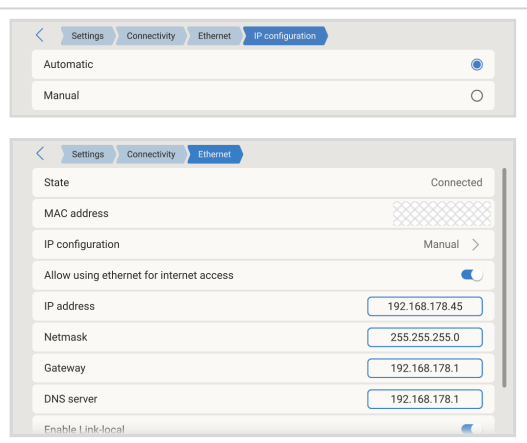 Settings Connectivity Ethernet IP configuration
Automatic
Manual
Settings Connectivity Ethernet
State Connected
MAC address
IP configuration Manual
Allow using ethernet for internet access
IP address 192.168.178.45
Netmask 255.255.255.0
Gateway 192.168.178.1
DNS server 192.168.178.1
Enable Link-local